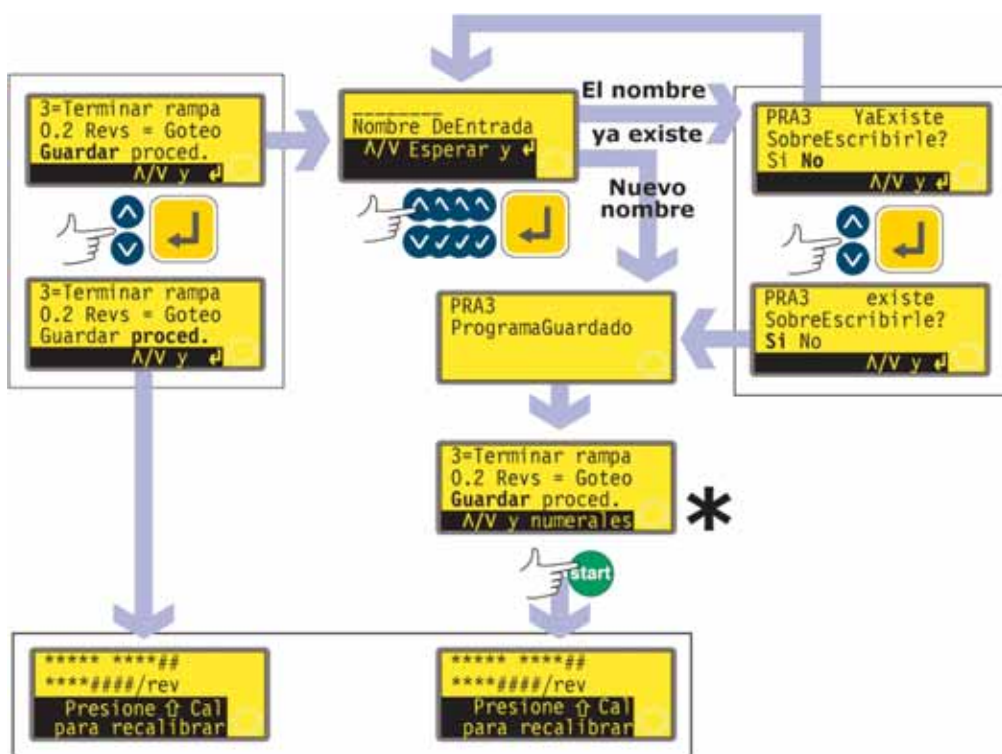 3=Terminar rampa
0.2 Revs = Goteo
Guardar proced.
Λ/V y ↲
3=Terminar rampa
0.2 Revs = Goteo
Guardar proced.
Λ/V y ↲
_______
Nombre DeEntrada
Λ/V Esperar y ↲
El nombre
ya existe
Nuevo
nombre
PRA3 YaExiste
SobreEscribirle?
Si No
Λ/V y ↲
PRA3 existe
SobreEscribirle?
Si No
Λ/V y ↲
PRA3
ProgramaGuardado
3=Terminar rampa
0.2 Revs = Goteo
Guardar proced.
Λ/V y numerales
*
start
***** ****##
****####/rev
Presione ⇧ Cal
para recalibrar
***** ****##
****####/rev
Presione ⇧ Cal
para recalibrar